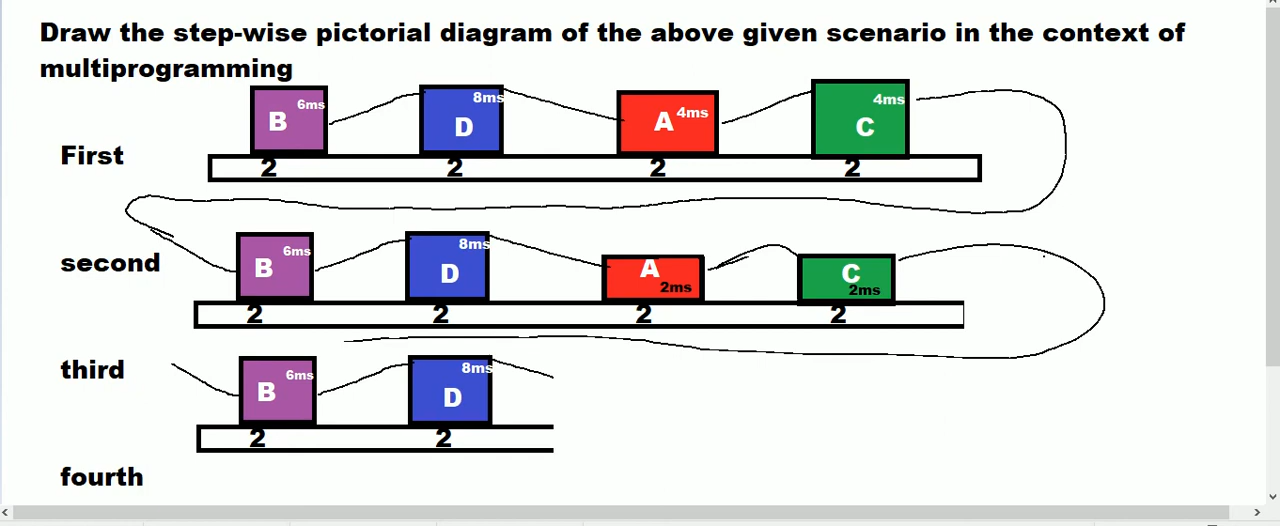 Draw the step-wise pictorial diagram of the above given scenario in the context of
multiprogramming
6ms 8ms 4ms 4ms
B D A C
First
2 2 2 2
6ms 8ms
B D A C
second
2ms 2ms
2 2 2 2
third
6ms 8ms
B D
2 2
fourth